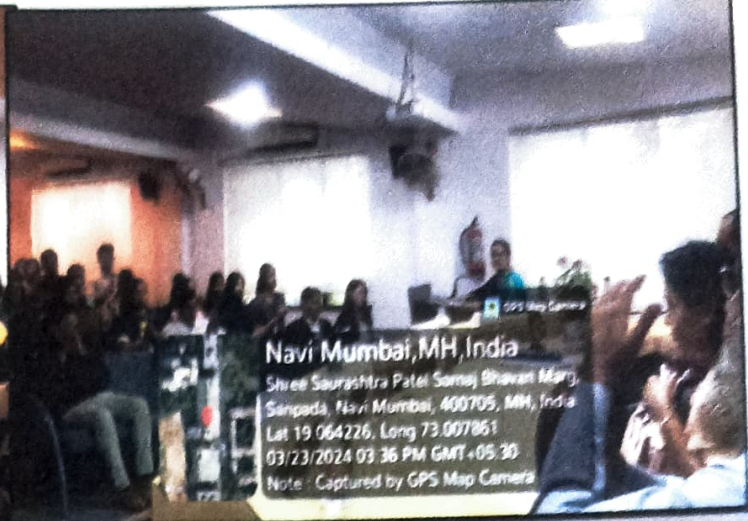 GPS Map Camera
Navi Mumbai,MH,India
Shree Saurashtra Patel Samaj Bhavan Marg,
Sanpada, Navi Mumbai, 400705, MH, India
Lat 19.064226, Long 73.007861
03/23/2024 03:36 PM GMT+05:30
Note : Captured by GPS Map Camera